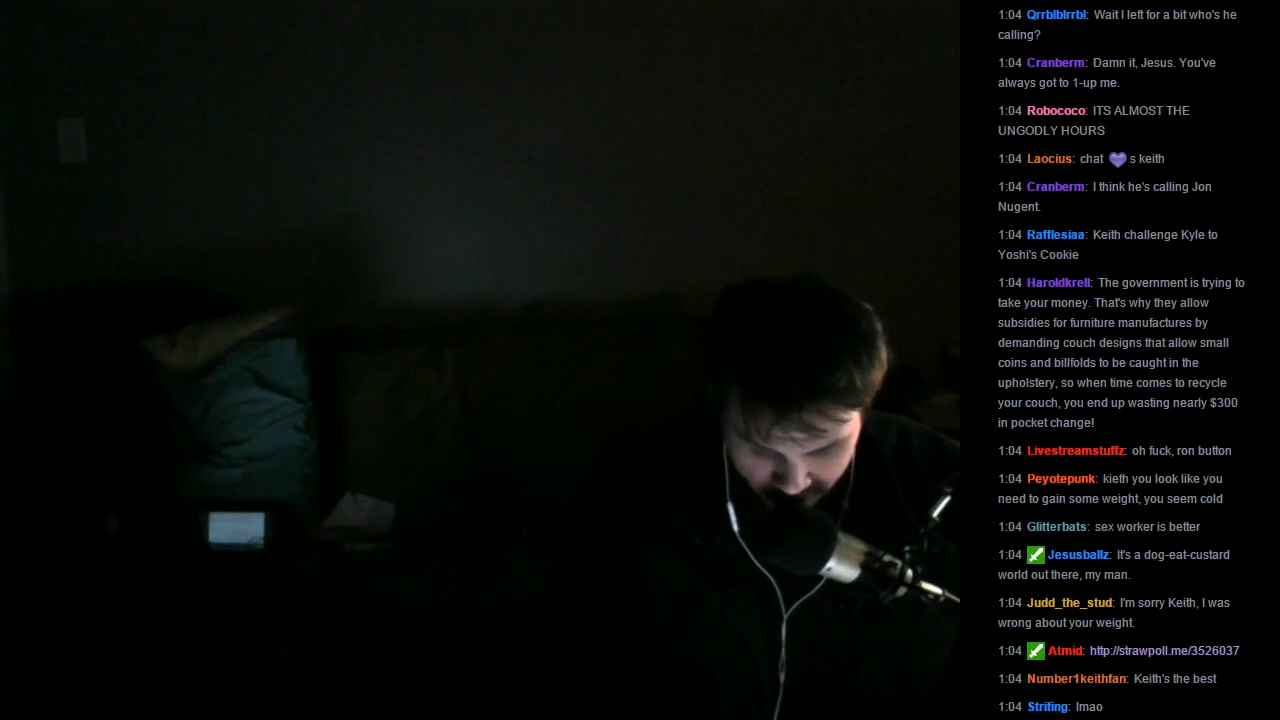 1:04 Qrrblblrrbl: Wait I left for a bit who's he
calling?
1:04 Cranberm: Damn it, Jesus. You've
always got to 1-up me.
1:04 Robococo: ITS ALMOST THE
UNGODLY HOURS
1:04 Laocius: chat 💜 s keith
1:04 Cranberm: I think he's calling Jon
Nugent.
1:04 Rafflesiaa: Keith challenge Kyle to
Yoshi's Cookie
1:04 Haroldkrell: The government is trying to
take your money. That's why they allow
subsidies for furniture manufactures by
demanding couch designs that allow small
coins and billfolds to be caught in the
upholstery, so when time comes to recycle
your couch, you end up wasting nearly $300
in pocket change!
1:04 Livestreamstuffz: oh fuck, ron button
1:04 Peyotepunk: kieth you look like you
need to gain some weight, you seem cold
1:04 Glitterbats: sex worker is better
1:04 Jesusballz: It's a dog-eat-custard
world out there, my man.
1:04 Judd_the_stud: I'm sorry Keith, I was
wrong about your weight.
1:04 Atmid: http://strawpoll.me/3526037
1:04 Number1keithfan: Keith's the best
1:04 Strifing: lmao